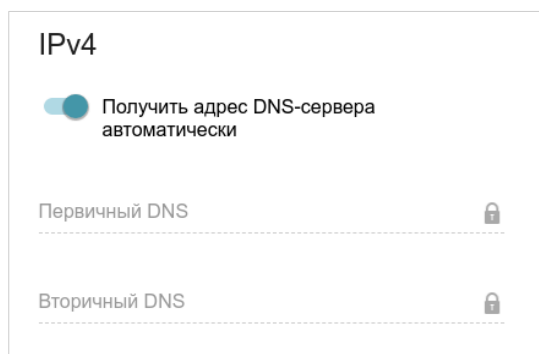 IPv4
Получить адрес DNS-сервера
автоматически
Первичный DNS
Вторичный DNS